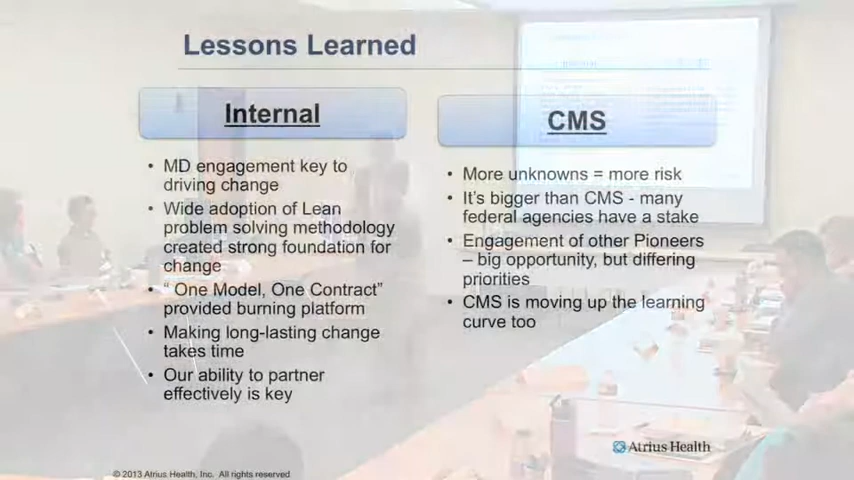 Lessons Learned
Internal
• MD engagement key to
driving change
• Wide adoption of Lean
problem solving methodology
created strong foundation for
change
• “ One Model, One Contract”
provided burning platform
• Making long-lasting change
takes time
• Our ability to partner
effectively is key
CMS
• More unknowns = more risk
• It’s bigger than CMS - many
federal agencies have a stake
• Engagement of other Pioneers
– big opportunity, but differing
priorities
• CMS is moving up the learning
curve too
Atrius Health
© 2013 Atrius Health, Inc. All rights reserved